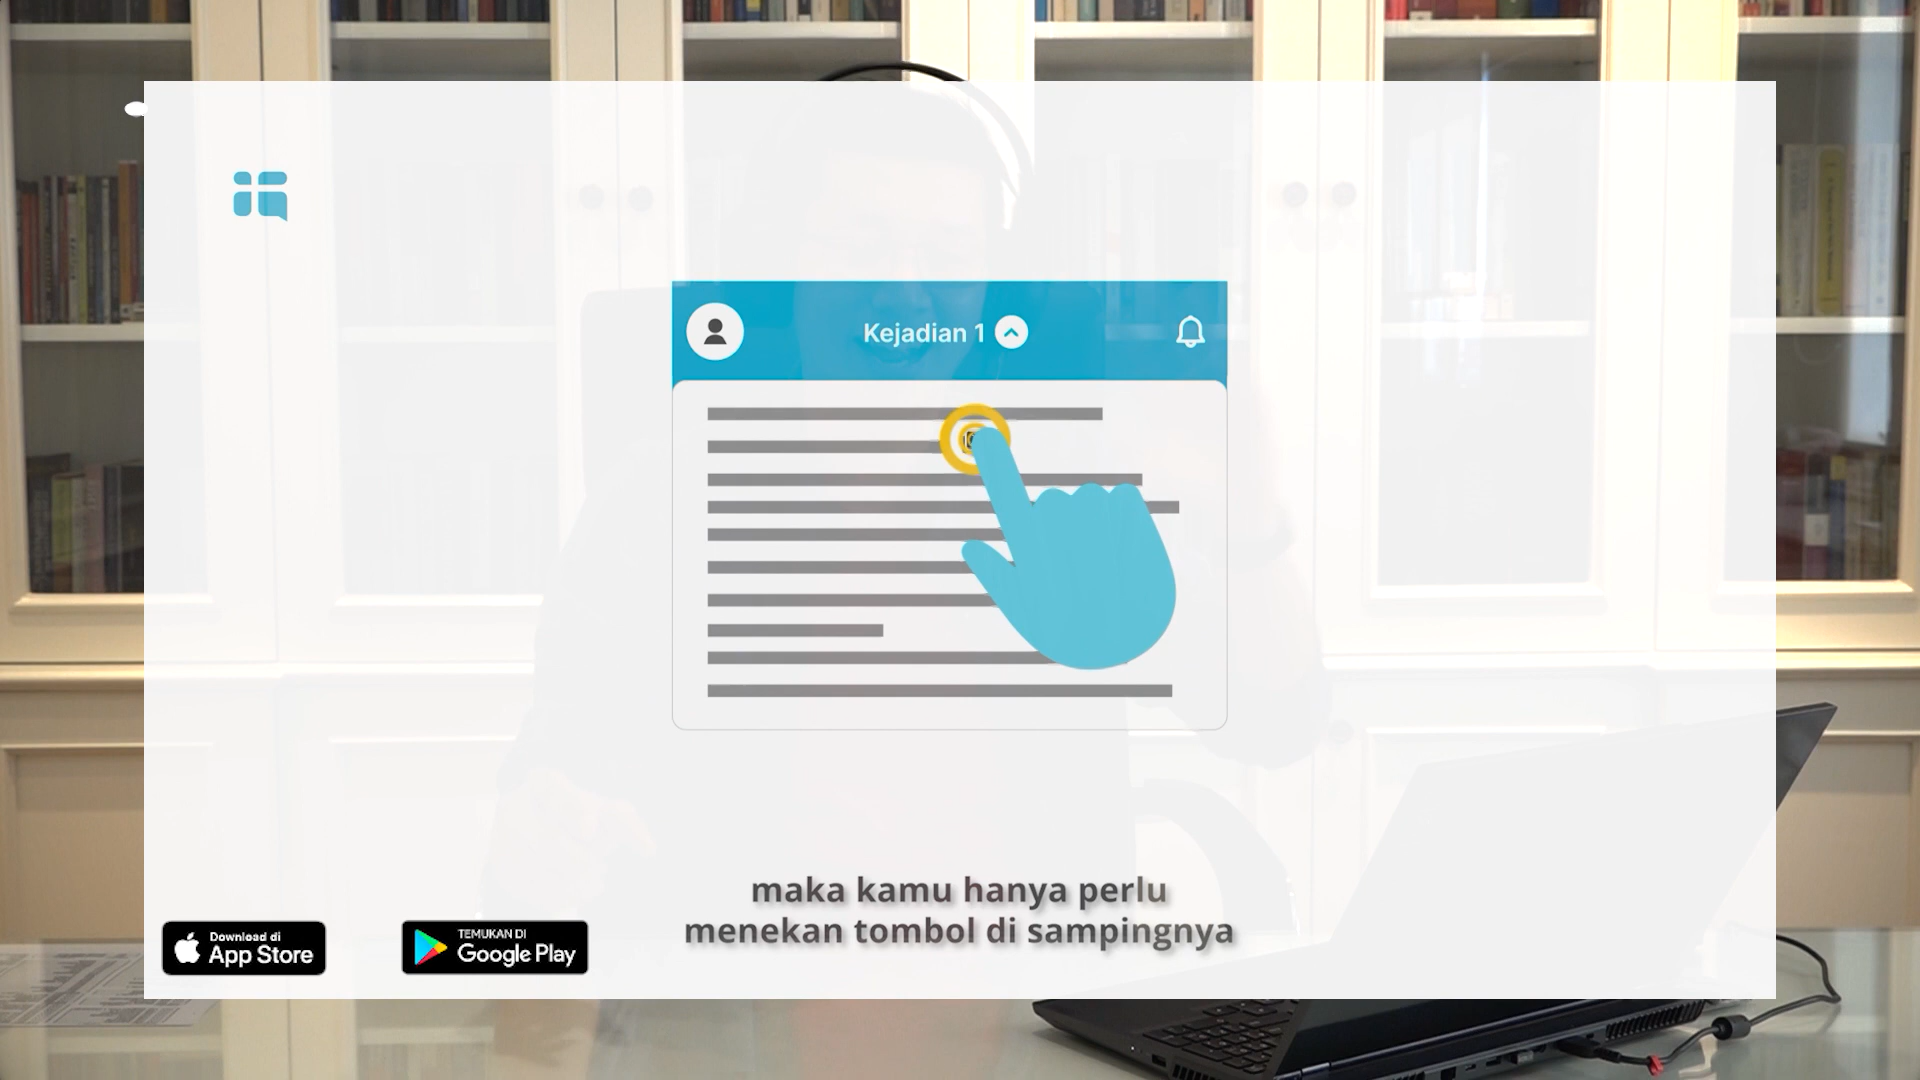 Kejadian 1
maka kamu hanya perlu
menekan tombol di sampingnya
Download di
App Store
TEMUKAN DI
Google Play